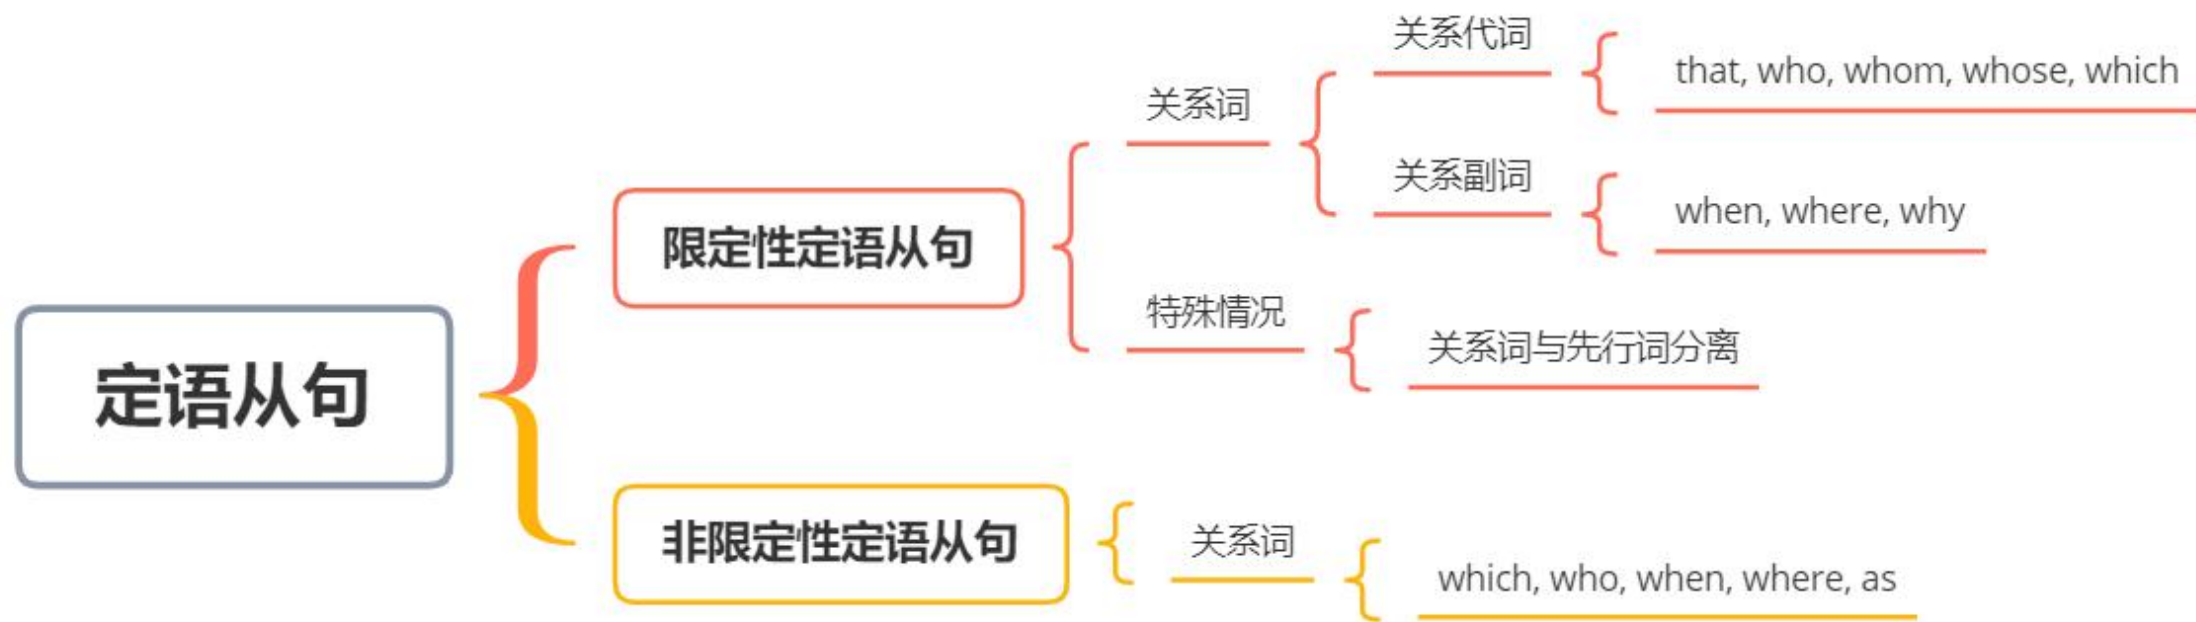 定语从句
限定性定语从句
关系词
关系代词
that, who, whom, whose, which
关系副词
when, where, why
特殊情况
关系词与先行词分离
非限定性定语从句
关系词
which, who, when, where, as